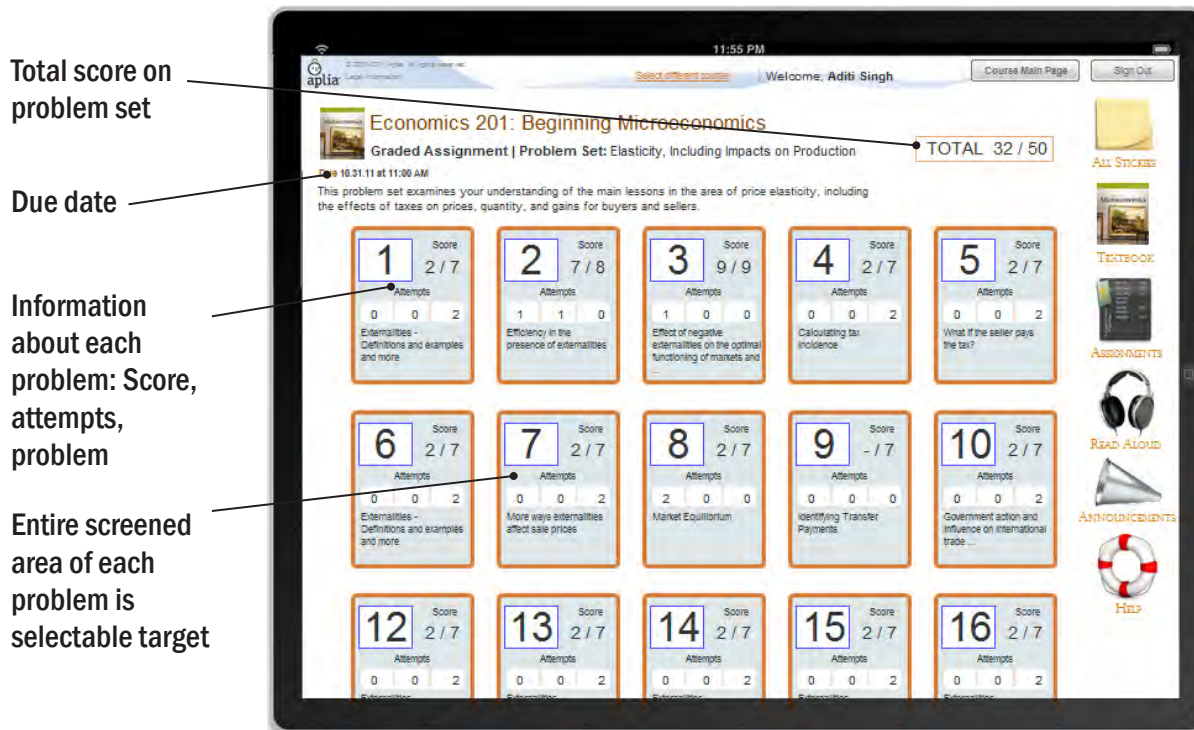 Total score on
problem set
Due date
Information
about each
problem: Score,
attempts,
problem
Entire screened
area of each
problem is
selectable target
11:55 PM
aplia
Legal Information
Select different course
Welcome, Aditi Singh
Course Main Page
Sign Out
Economics 201: Beginning Microeconomics
Graded Assignment | Problem Set: Elasticity, Including Impacts on Production
TOTAL 32 / 50
Due 10.31.11 at 11:00 AM
This problem set examines your understanding of the main lessons in the area of price elasticity, including
the effects of taxes on prices, quantity, and gains for buyers and sellers.
1 Score
2 / 7
Attempts
0 0 2
Externalities -
Definitions and examples
and more
2 Score
7 / 8
Attempts
1 1 0
Efficiency in the
presence of externalities
3 Score
9 / 9
Attempts
1 0 0
Effect of negative
externalities on the optimal
functioning of markets and
...
4 Score
2 / 7
Attempts
0 0 2
Calculating tax
incidence
5 Score
2 / 7
Attempts
0 0 2
What if the seller pays
the tax?
6 Score
2 / 7
Attempts
0 0 2
Externalities -
Definitions and examples
and more
7 Score
2 / 7
Attempts
0 0 2
More ways externalities
affect sale prices
8 Score
2 / 7
Attempts
2 0 0
Market Equilibrium
9 Score
- / 7
Attempts
0 0 0
Identifying Transfer
Payments
10 Score
2 / 7
Attempts
0 0 2
Government action and
influence on international
trade ...
12 Score
2 / 7
Attempts
0 0 2
13 Score
2 / 7
Attempts
0 0 2
14 Score
2 / 7
Attempts
0 0 2
15 Score
2 / 7
Attempts
0 0 2
16 Score
2 / 7
Attempts
0 0 2
ALL STICKIES
Microeconomics
TEXTBOOK
ASSIGNMENTS
READ ALOUD
ANNOUNCEMENTS
HELP